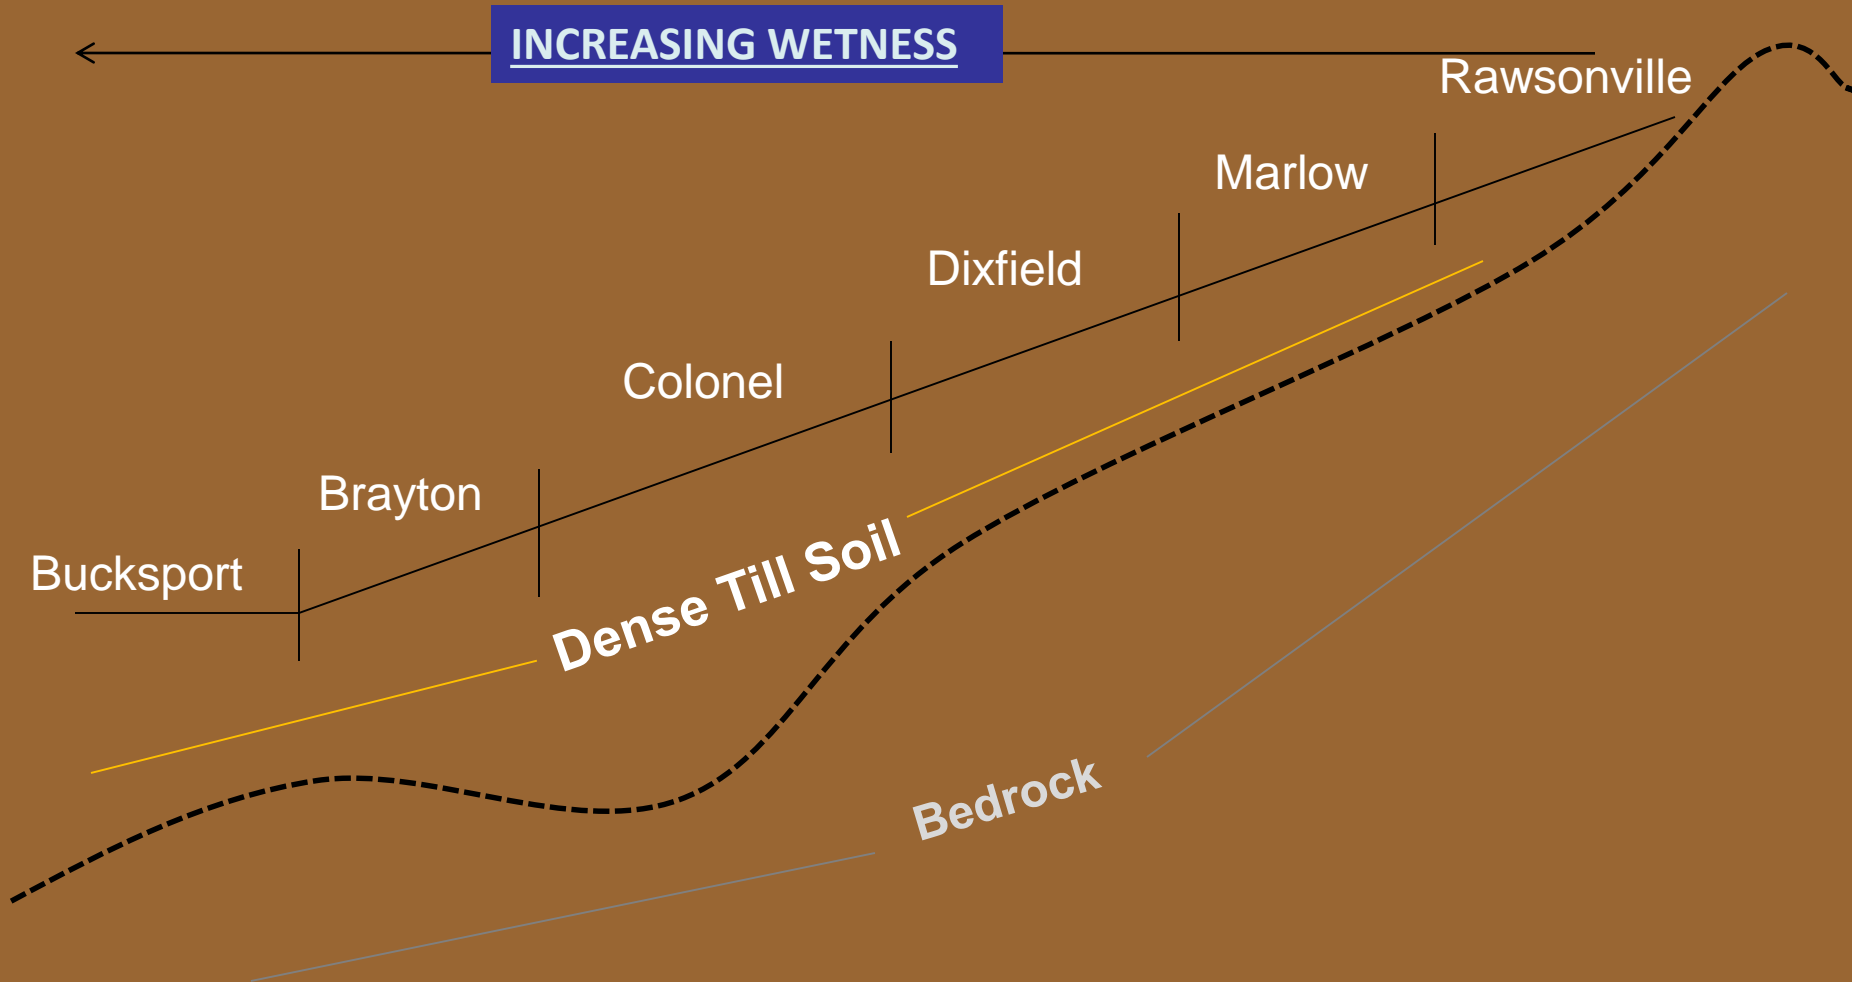 INCREASING WETNESS
Rawsonville
Marlow
Dixfield
Colonel
Brayton
Bucksport
Dense Till Soil
Bedrock